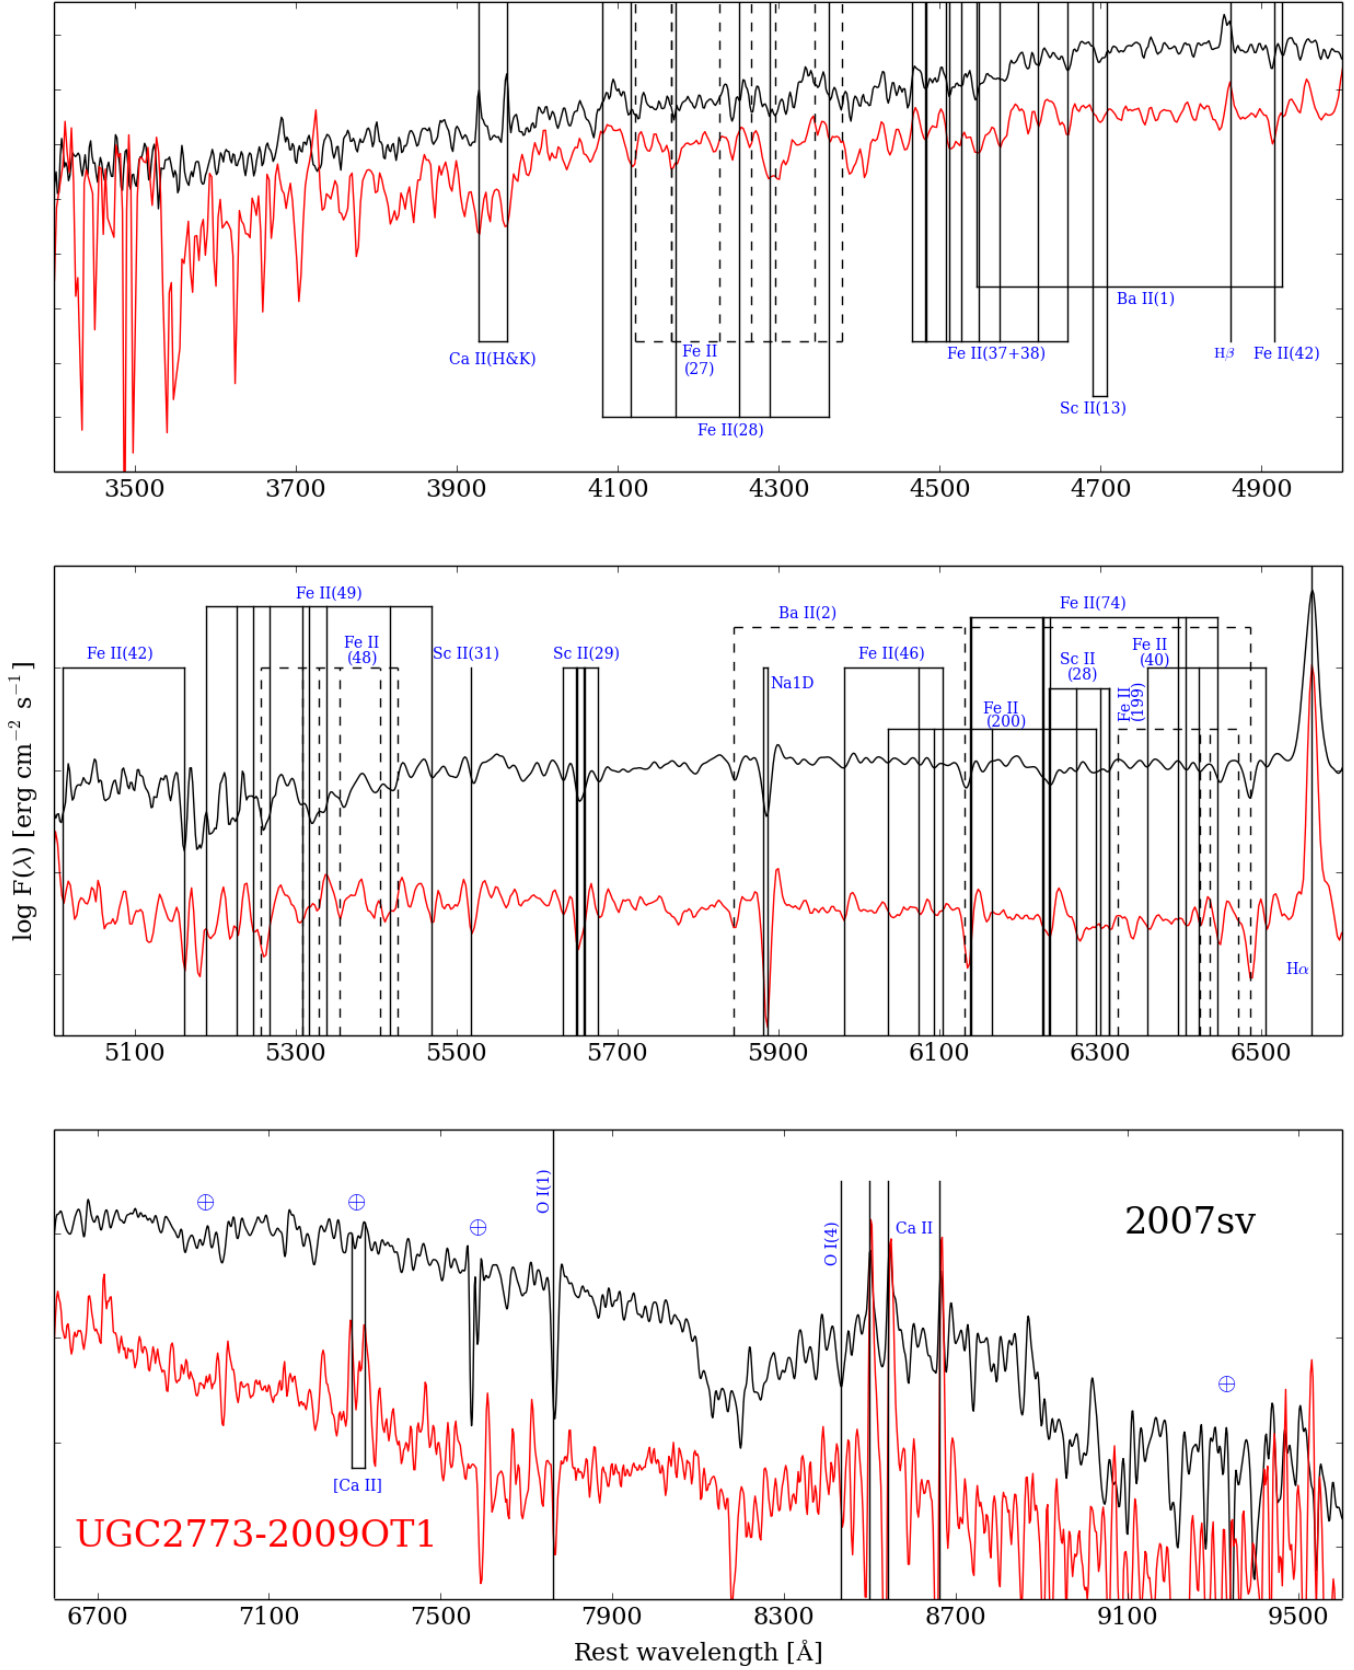 Ca II(H&K)
Fe II
(27)
Fe II(28)
Fe II(37+38)
Ba II(1)
Sc II(13)
Hβ
Fe II(42)
3500 3700 3900 4100 4300 4500 4700 4900
log F(λ) [erg cm⁻² s⁻¹]
Fe II(42)
Fe II(49)
Fe II
(48)
Sc II(31)
Sc II(29)
Ba II(2)
Na1D
Fe II(46)
Fe II
(200)
Fe II(74)
Sc II
(28)
Fe II
(199)
Fe II
(40)
Hα
5100 5300 5500 5700 5900 6100 6300 6500
⊕
⊕
⊕
O I(1)
O I(4)
Ca II
2007sv
⊕
[Ca II]
UGC2773-2009OT1
6700 7100 7500 7900 8300 8700 9100 9500
Rest wavelength [Å]